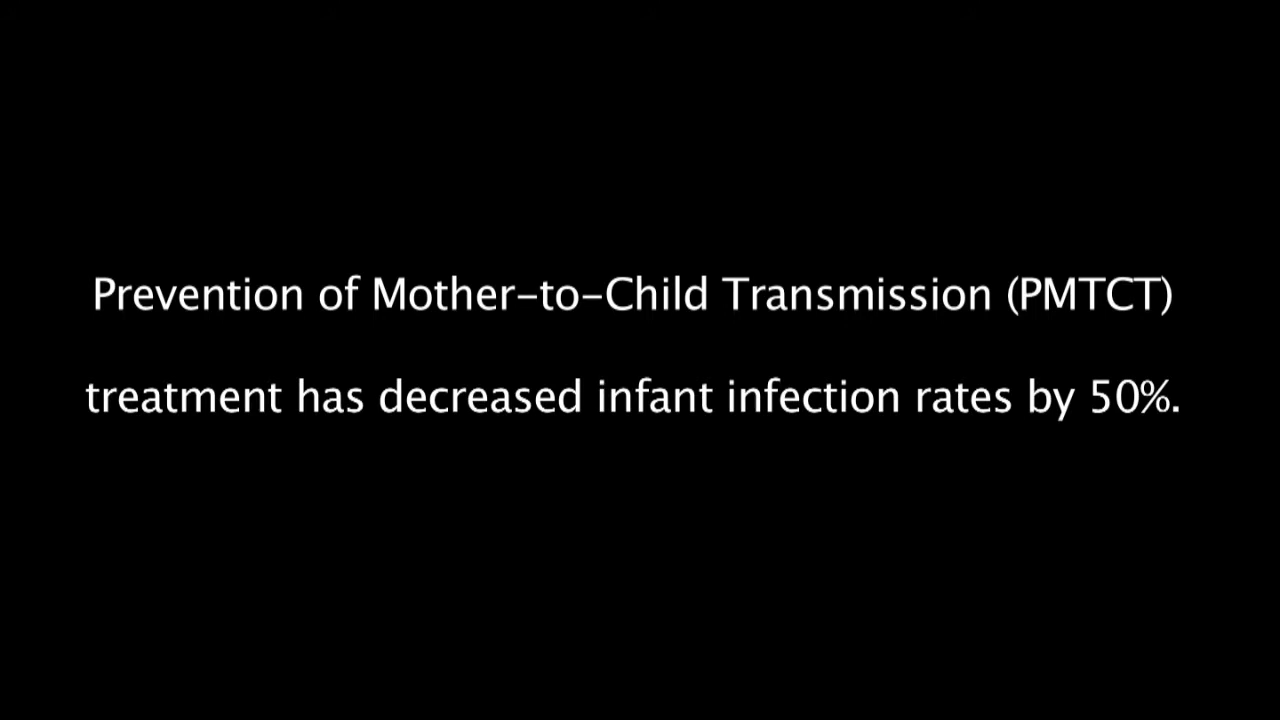 Prevention of Mother-to-Child Transmission (PMTCT)
treatment has decreased infant infection rates by 50%.